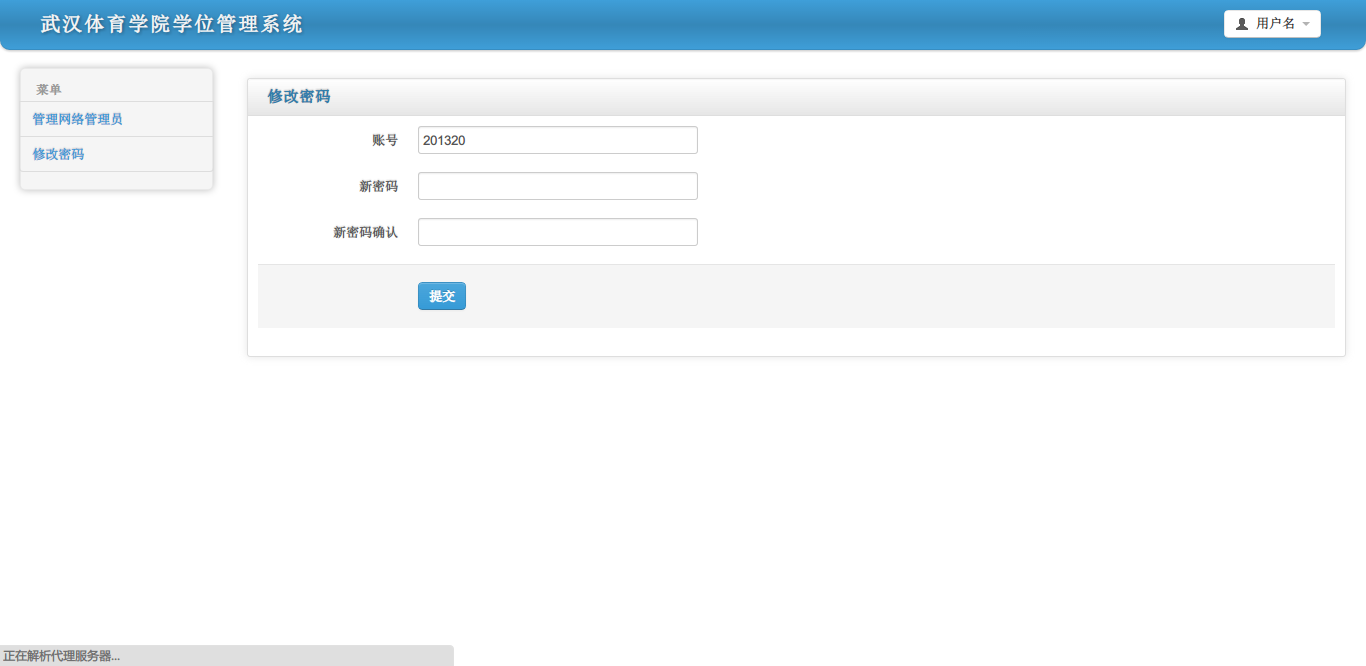 武汉体育学院学位管理系统
用户名
菜单
管理网络管理员
修改密码
修改密码
账号 201320
新密码
新密码确认
提交
正在解析代理服务器...